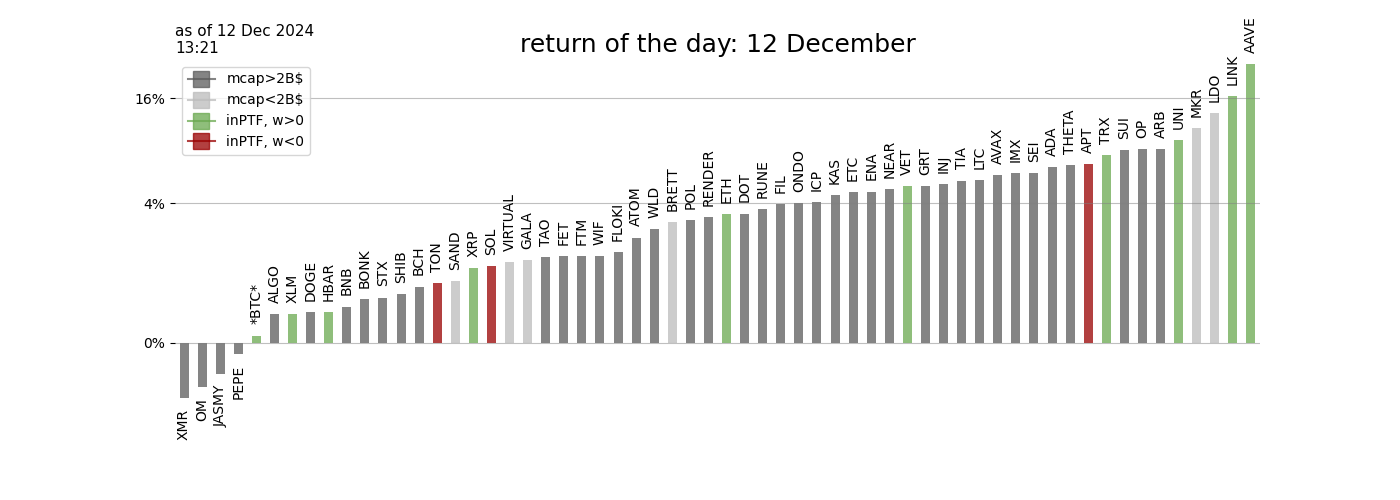 as of 12 Dec 2024
13:21
return of the day: 12 December
mcap>2B$
mcap<2B$
inPTF, w>0
inPTF, w<0
16%
4%
0%
XMR
OM
JASMY
PEPE
*BTC*
ALGO
XLM
DOGE
HBAR
BNB
BONK
STX
SHIB
BCH
TON
SAND
XRP
SOL
VIRTUAL
GALA
TAO
FET
FTM
WIF
FLOKI
ATOM
WLD
BRETT
POL
RENDER
ETH
DOT
RUNE
FIL
ONDO
ICP
KAS
ETC
ENA
NEAR
VET
GRT
INJ
TIA
LTC
AVAX
IMX
SEI
ADA
THETA
APT
TRX
SUI
OP
ARB
UNI
MKR
LDO
LINK
AAVE